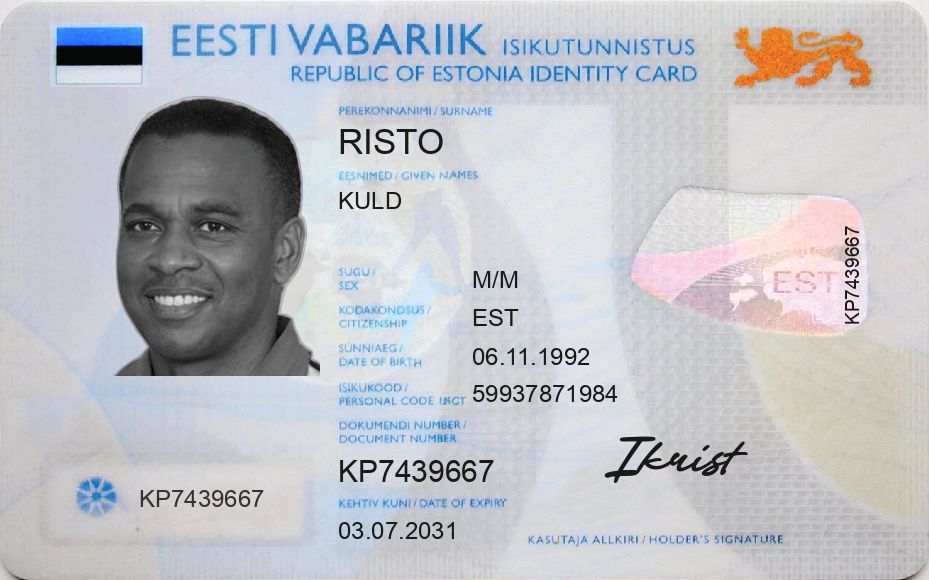 EESTI VABARIIK ISIKUTUNNISTUS
REPUBLIC OF ESTONIA IDENTITY CARD
PEREKONNANIMI / SURNAME
RISTO
EESNIMED / GIVEN NAMES
KULD
SUGU /
SEX
M/M
KODAKONDSUS /
CITIZENSHIP
EST
SÜNNIAEG /
DATE OF BIRTH
06.11.1992
ISIKUKOOD /
PERSONAL CODE
59937871984
DOKUMENDI NUMBER /
DOCUMENT NUMBER
KP7439667
KEHTIV KUNI / DATE OF EXPIRY
03.07.2031
KP7439667
EST
KP7439667
Ikrist
KASUTAJA ALLKIRI / HOLDER'S SIGNATURE